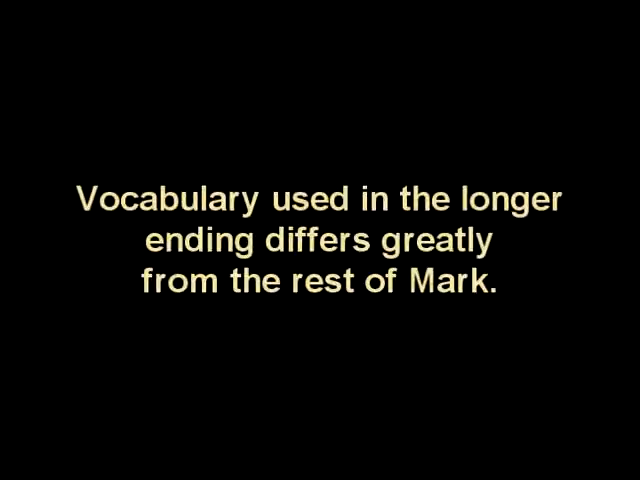 Vocabulary used in the longer
ending differs greatly
from the rest of Mark.